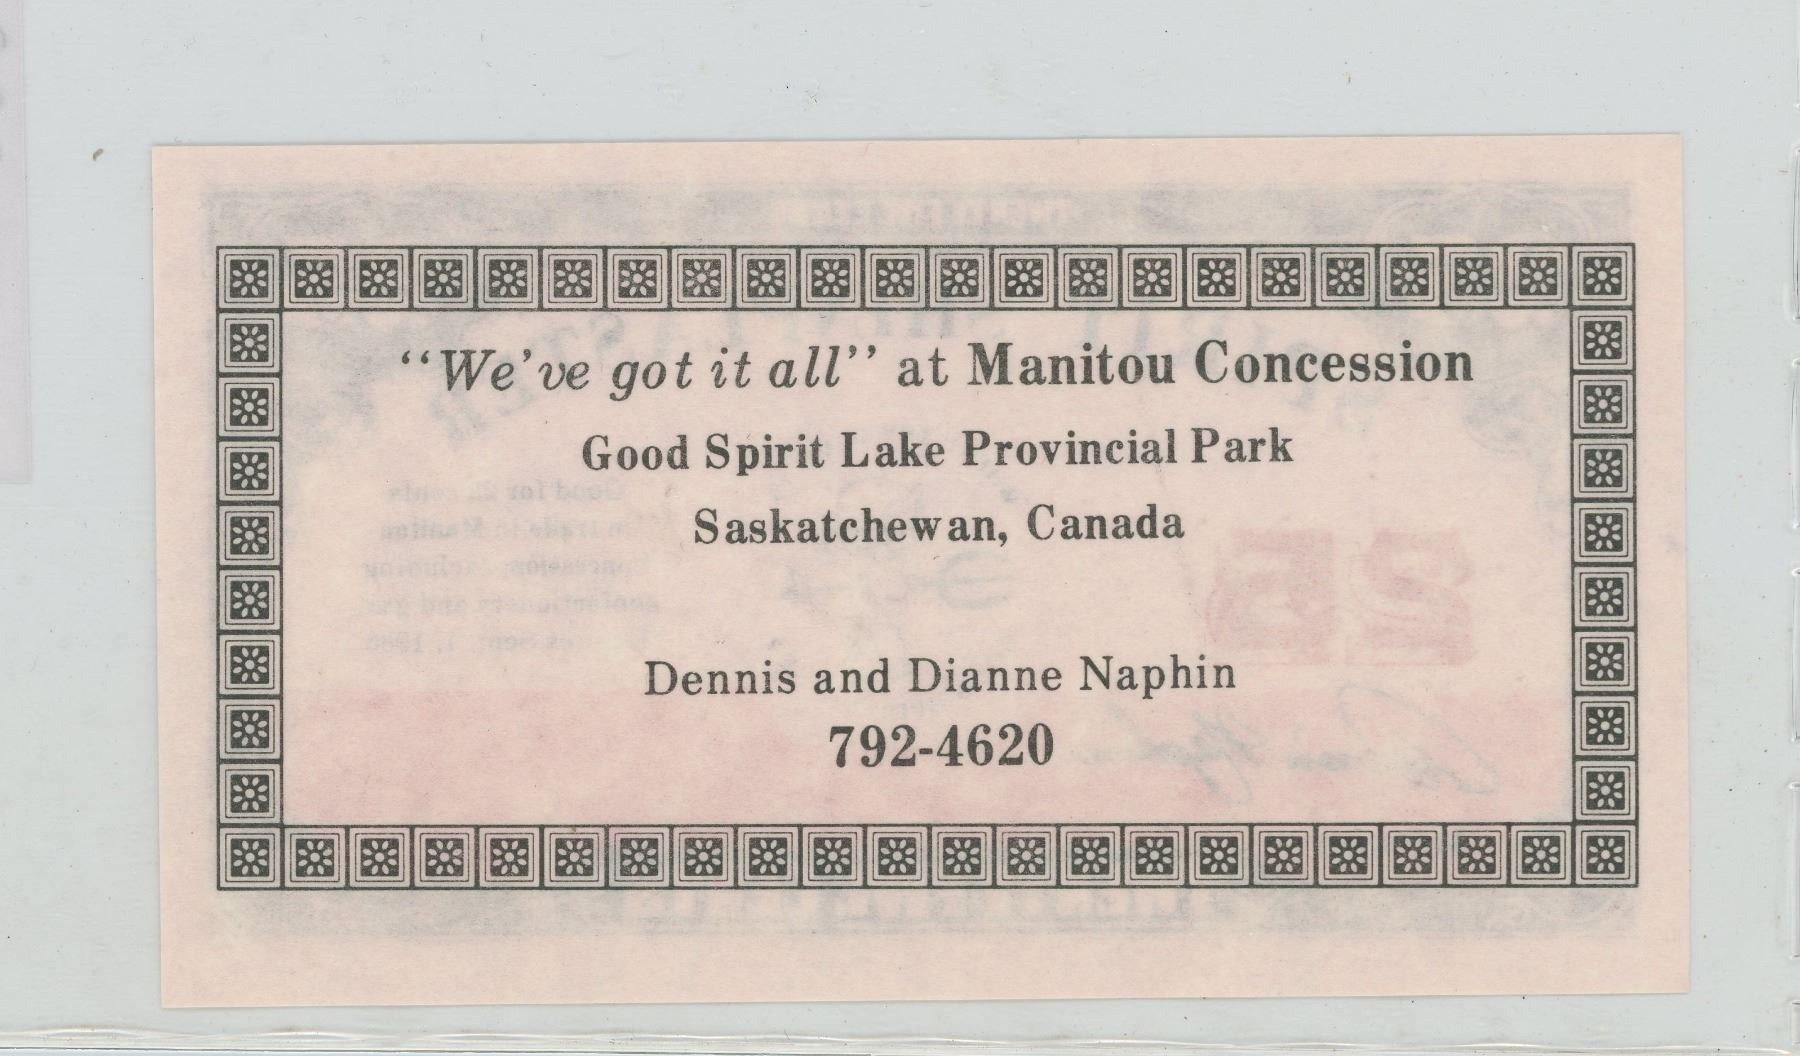 “We’ve got it all” at Manitou Concession
Good Spirit Lake Provincial Park
Saskatchewan, Canada
Dennis and Dianne Naphin
792-4620